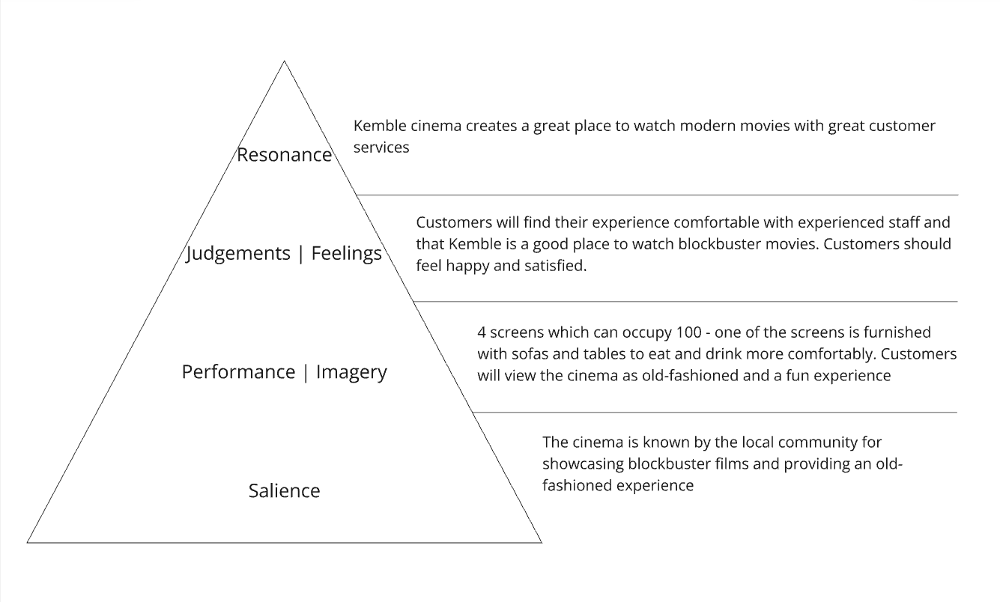 Kemble cinema creates a great place to watch modern movies with great customer
services
Resonance
Customers will find their experience comfortable with experienced staff and
that Kemble is a good place to watch blockbuster movies. Customers should
feel happy and satisfied.
Judgements | Feelings
4 screens which can occupy 100 - one of the screens is furnished
with sofas and tables to eat and drink more comfortably. Customers
will view the cinema as old-fashioned and a fun experience
Performance | Imagery
The cinema is known by the local community for
showcasing blockbuster films and providing an old-
fashioned experience
Salience